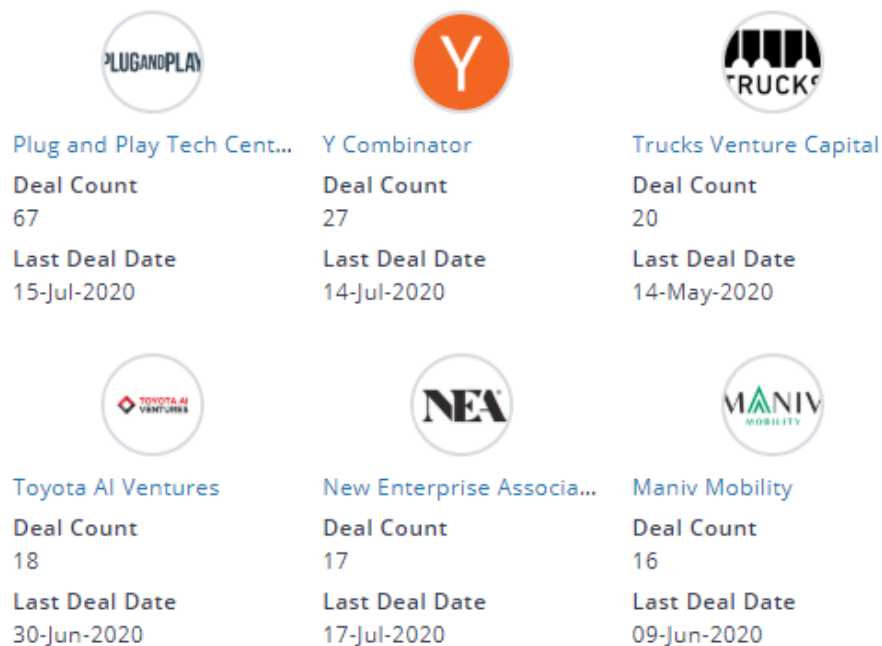 PLUGANDPLAY
Y
TRUCKS
Plug and Play Tech Cent...
Y Combinator
Trucks Venture Capital
Deal Count
Deal Count
Deal Count
67
27
20
Last Deal Date
Last Deal Date
Last Deal Date
15-Jul-2020
14-Jul-2020
14-May-2020
TOYOTA AI
VENTURES
NEA
MANIV
MOBILITY
Toyota AI Ventures
New Enterprise Associa...
Maniv Mobility
Deal Count
Deal Count
Deal Count
18
17
16
Last Deal Date
Last Deal Date
Last Deal Date
30-Jun-2020
17-Jul-2020
09-Jun-2020